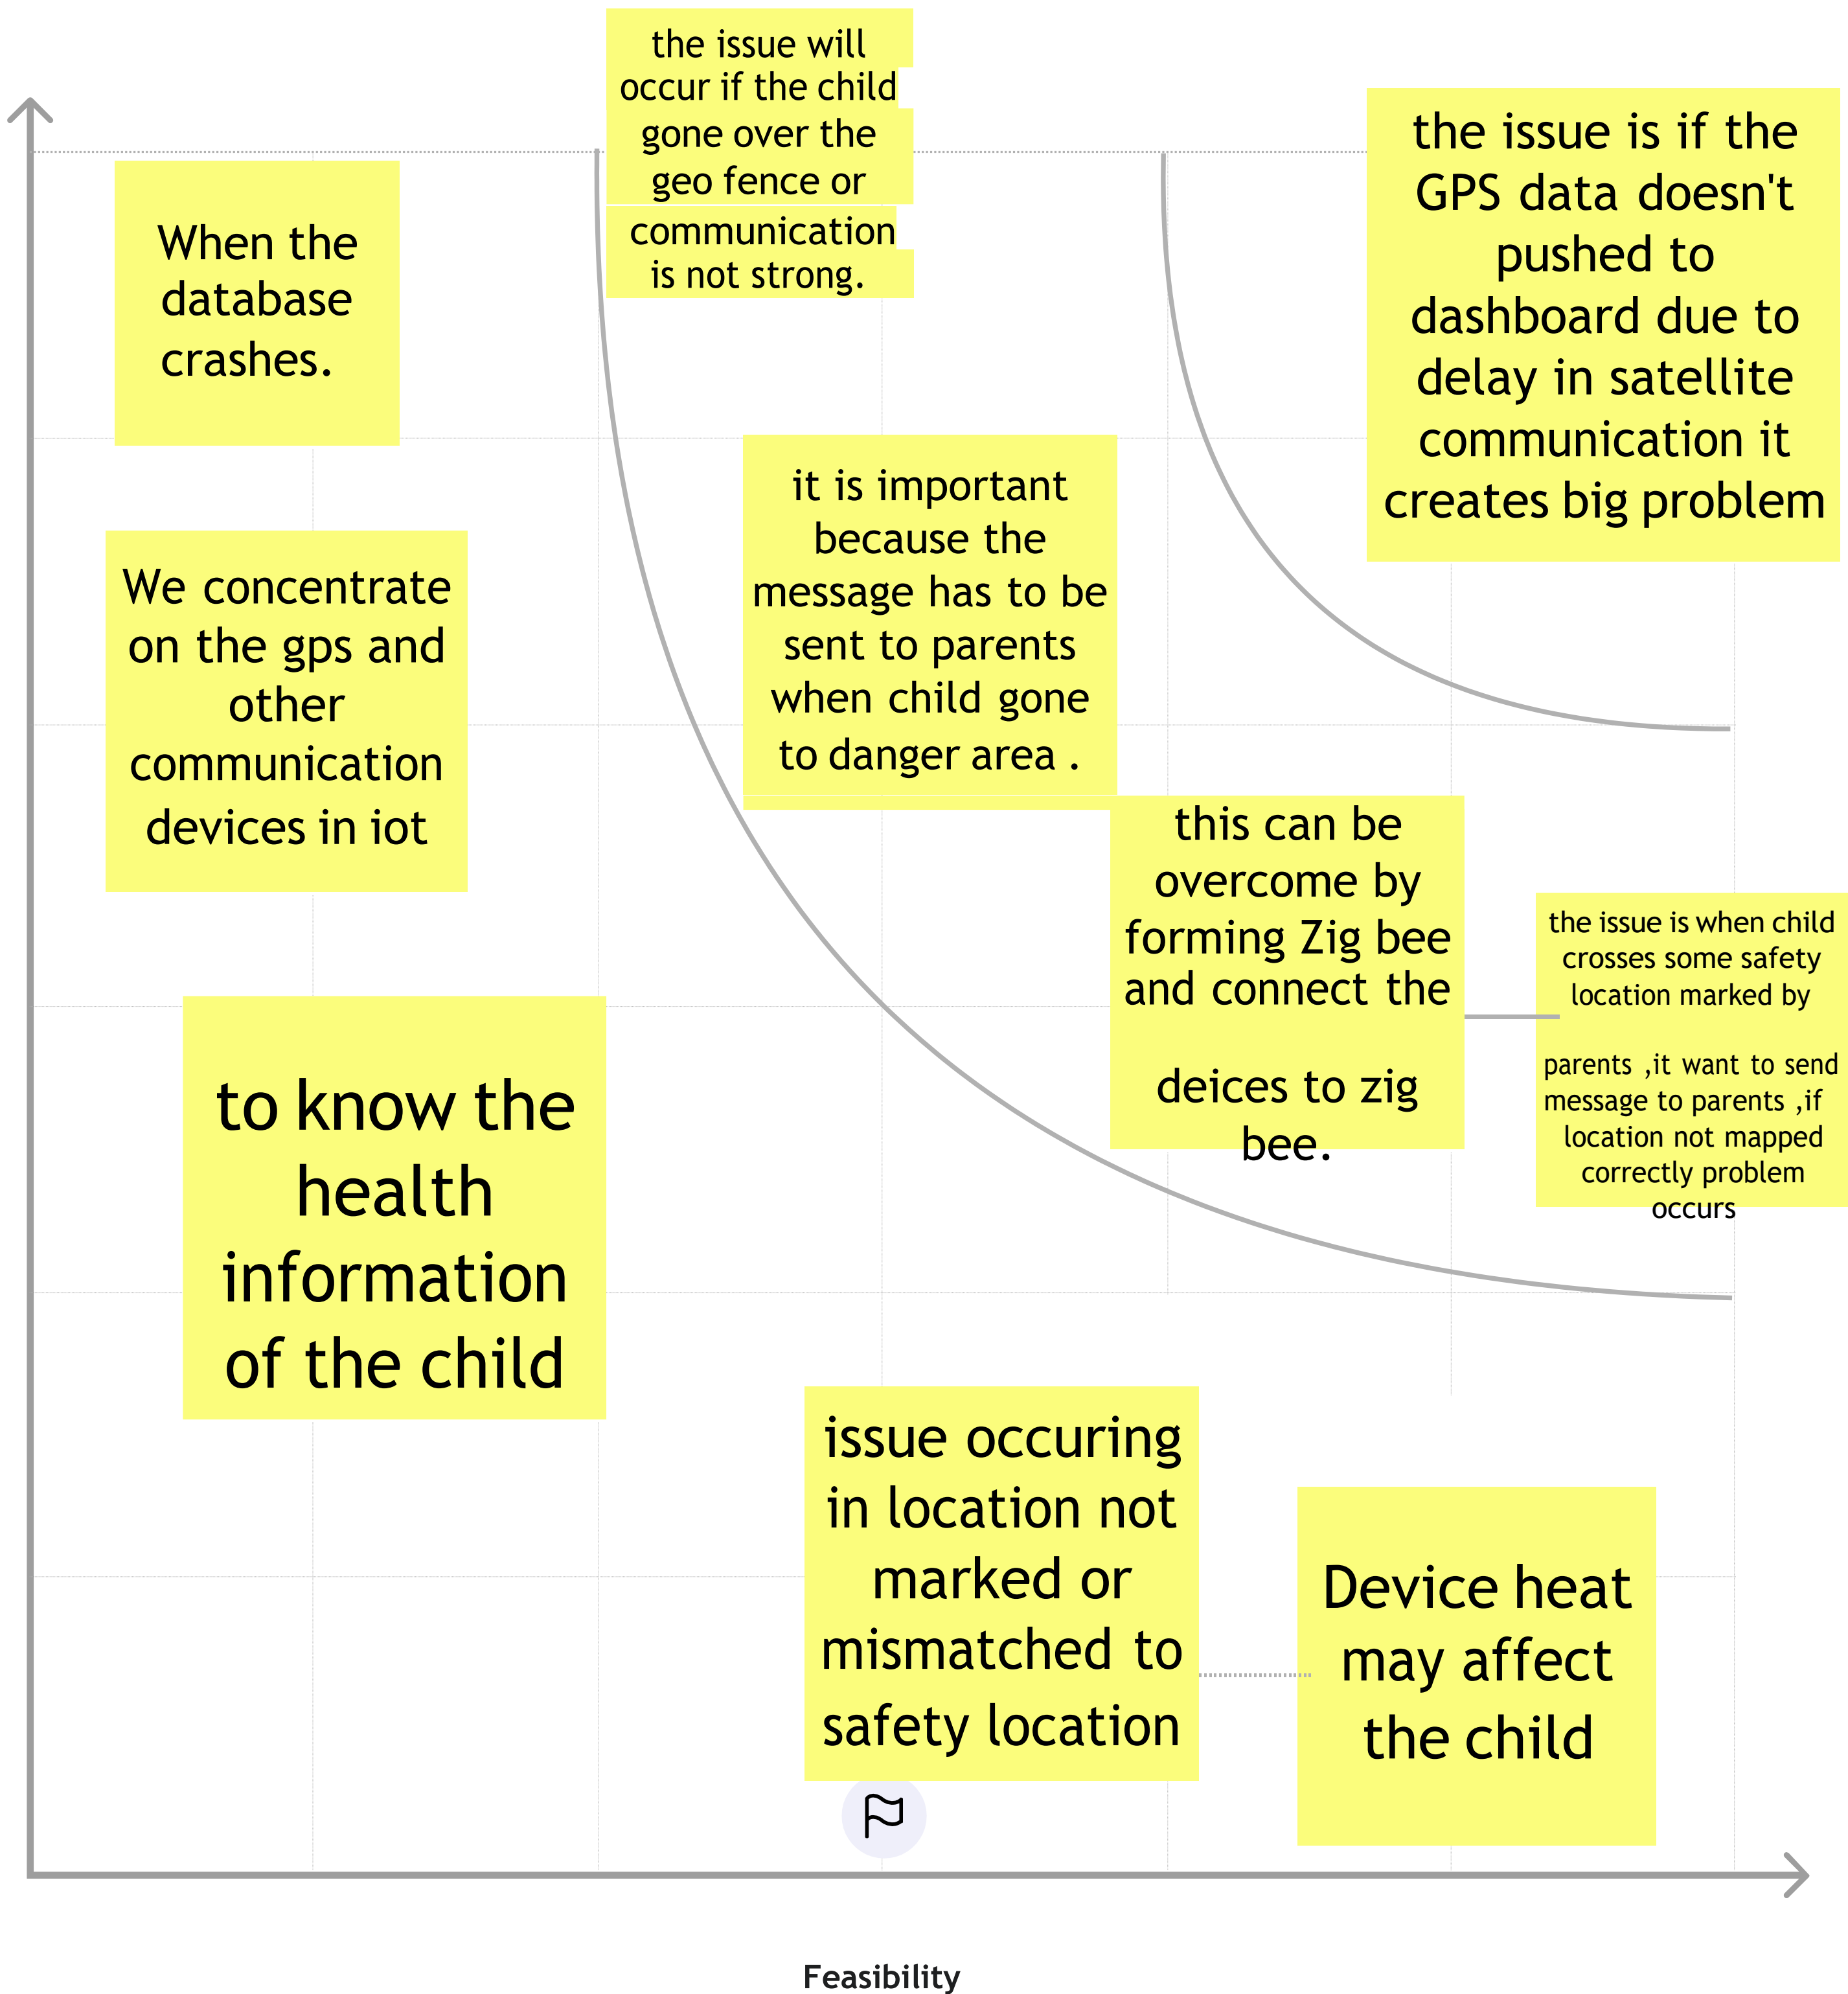 the issue will
occur if the child
gone over the
geo fence or
communication
is not strong.
the issue is if the
GPS data doesn't
pushed to
dashboard due to
delay in satellite
communication it
creates big problem
When the
database
crashes.
it is important
because the
message has to be
sent to parents
when child gone
to danger area .
We concentrate
on the gps and
other
communication
devices in iot
this can be
overcome by
forming Zig bee
and connect the
deices to zig
bee.
the issue is when child
crosses some safety
location marked by
parents ,it want to send
message to parents ,if
location not mapped
correctly problem
occurs
to know the
health
information
of the child
issue occuring
in location not
marked or
mismatched to
safety location
Device heat
may affect
the child
Feasibility